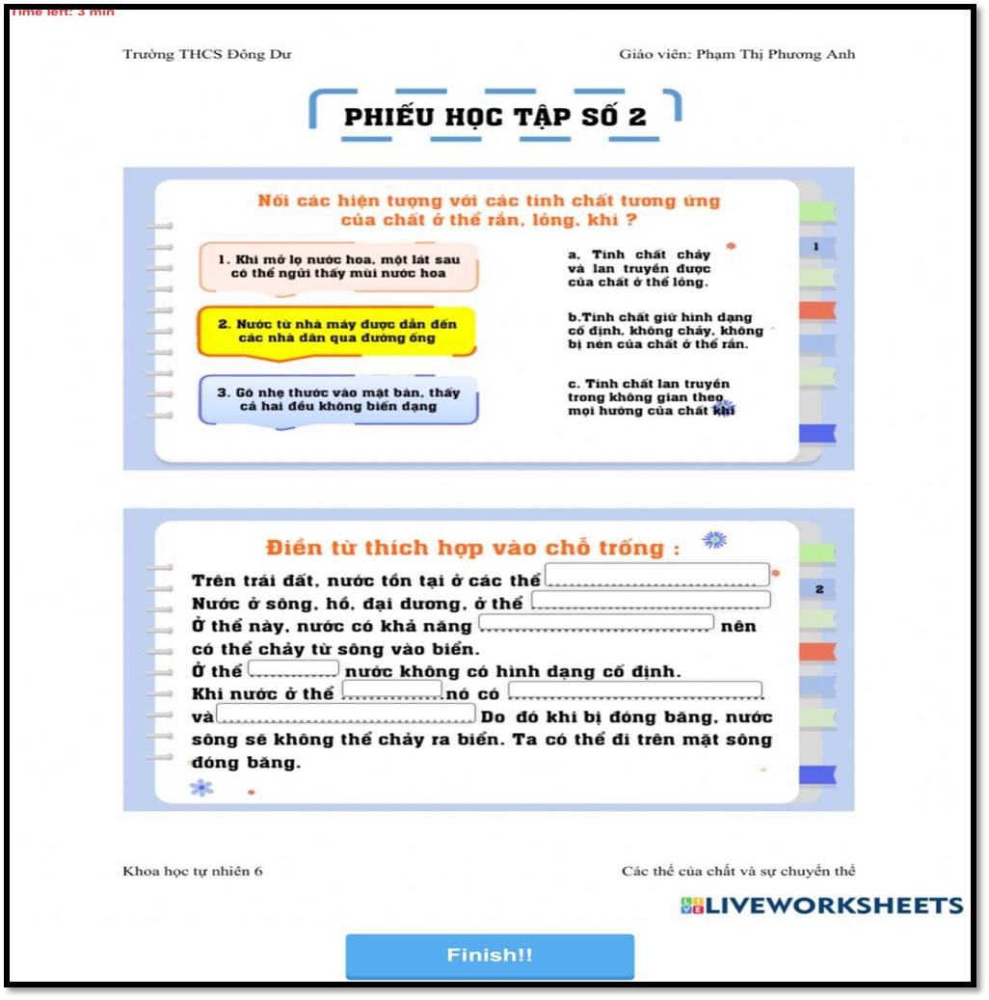 Time left: 3 min
Trường THCS Đông Dư
Giáo viên: Phạm Thị Phương Anh
PHIẾU HỌC TẬP SỐ 2
Nối các hiện tượng với các tính chất tương ứng
của chất ở thể rắn, lỏng, khí ?
1. Khi mở lọ nước hoa, một lát sau
có thể ngửi thấy mùi nước hoa
2. Nước từ nhà máy được dẫn đến
các nhà dân qua đường ống
3. Gõ nhẹ thước vào mặt bàn, thấy
cả hai đều không biến dạng
a, Tính chất chảy
và lan truyền được
của chất ở thể lỏng.
b.Tính chất giữ hình dạng
cố định, không chảy, không
bị nén của chất ở thể rắn.
c. Tính chất lan truyền
trong không gian theo
mọi hướng của chất khí
1
Điền từ thích hợp vào chỗ trống :
Trên trái đất, nước tồn tại ở các thể
Nước ở sông, hồ, đại dương, ở thể
Ở thể này, nước có khả năng nên
có thể chảy từ sông vào biển.
Ở thể nước không có hình dạng cố định.
Khi nước ở thể nó có
và Do đó khi bị đóng băng, nước
sông sẽ không thể chảy ra biển. Ta có thể đi trên mặt sông
đóng băng.
2
Khoa học tự nhiên 6
Các thể của chất và sự chuyển thể
LIVEWORKSHEETS
Finish!!